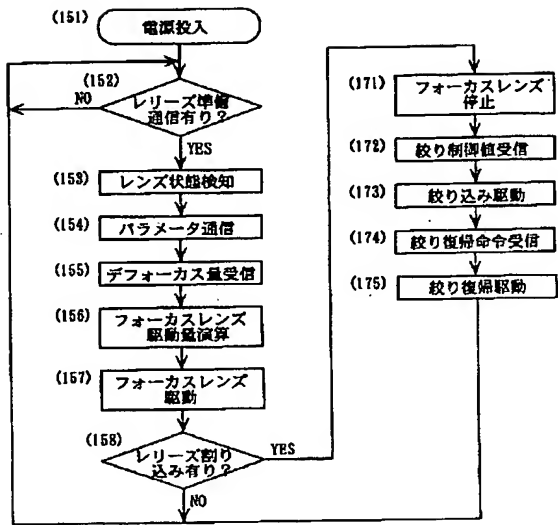 (151)
電源投入
(152)
レリーズ準備
通信有り？
NO
YES
(153)
レンズ状態検知
(154)
パラメータ通信
(155)
デフォーカス量受信
(156)
フォーカスレンズ
駆動量演算
(157)
フォーカスレンズ
駆動
(158)
レリーズ割り
込み有り？
YES
NO
(171)
フォーカスレンズ
停止
(172)
絞り制御値受信
(173)
絞り込み駆動
(174)
絞り復帰命令受信
(175)
絞り復帰駆動